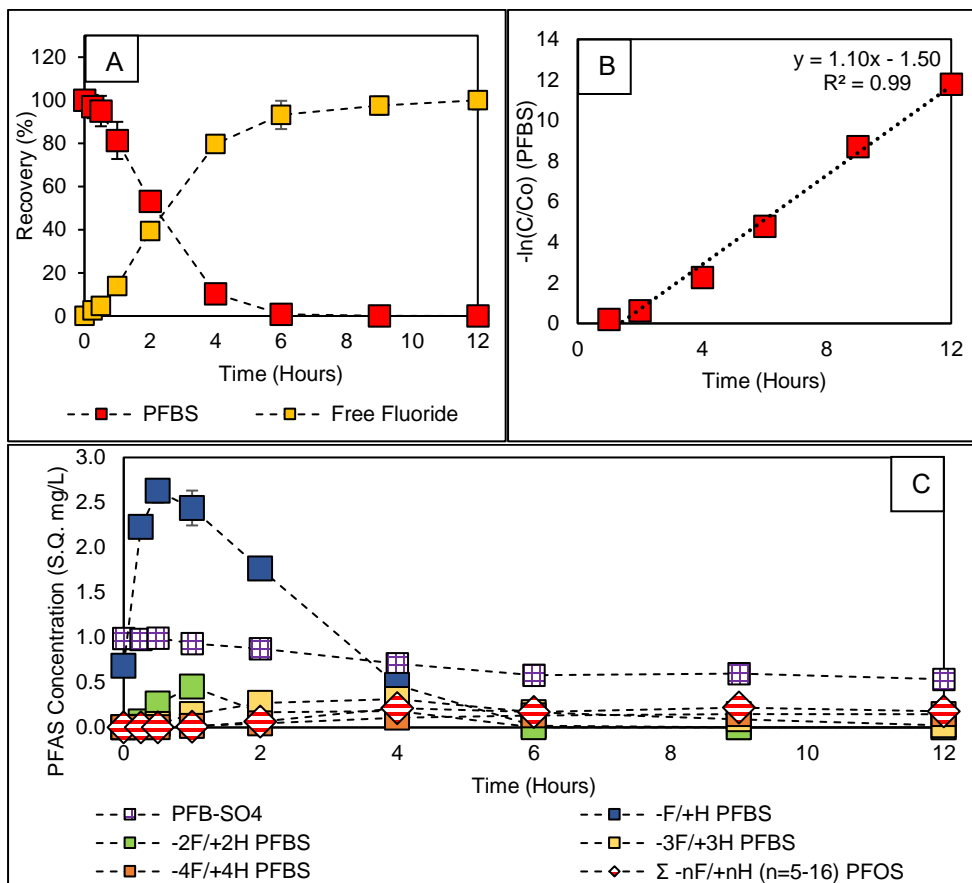 A
120
100
80
60
40
20
0
Recovery (%)
0 2 4 6 8 10 12
Time (Hours)
PFBS Free Fluoride
B
y = 1.10x - 1.50
R² = 0.99
14
12
10
8
6
4
2
0
-ln(C/Co) (PFBS)
0 4 8 12
Time (Hours)
C
3.0
2.5
2.0
1.5
1.0
0.5
0.0
PFAS Concentration (S.Q. mg/L)
0 2 4 6 8 10 12
Time (Hours)
PFB-SO4 -F/+H PFBS
-2F/+2H PFBS -3F/+3H PFBS
-4F/+4H PFBS Σ -nF/+nH (n=5-16) PFOS